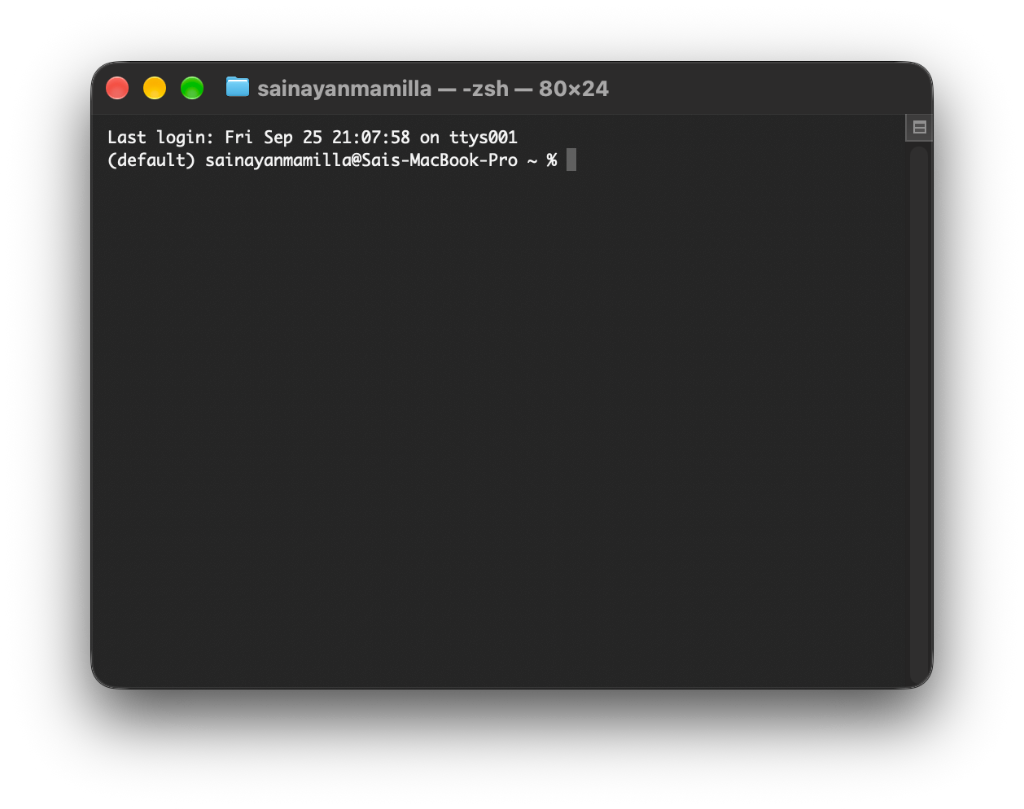 sainayanmamilla — -zsh — 80×24
Last login: Fri Sep 25 21:07:58 on ttys001
(default) sainayanmamilla@Sais-MacBook-Pro ~ %